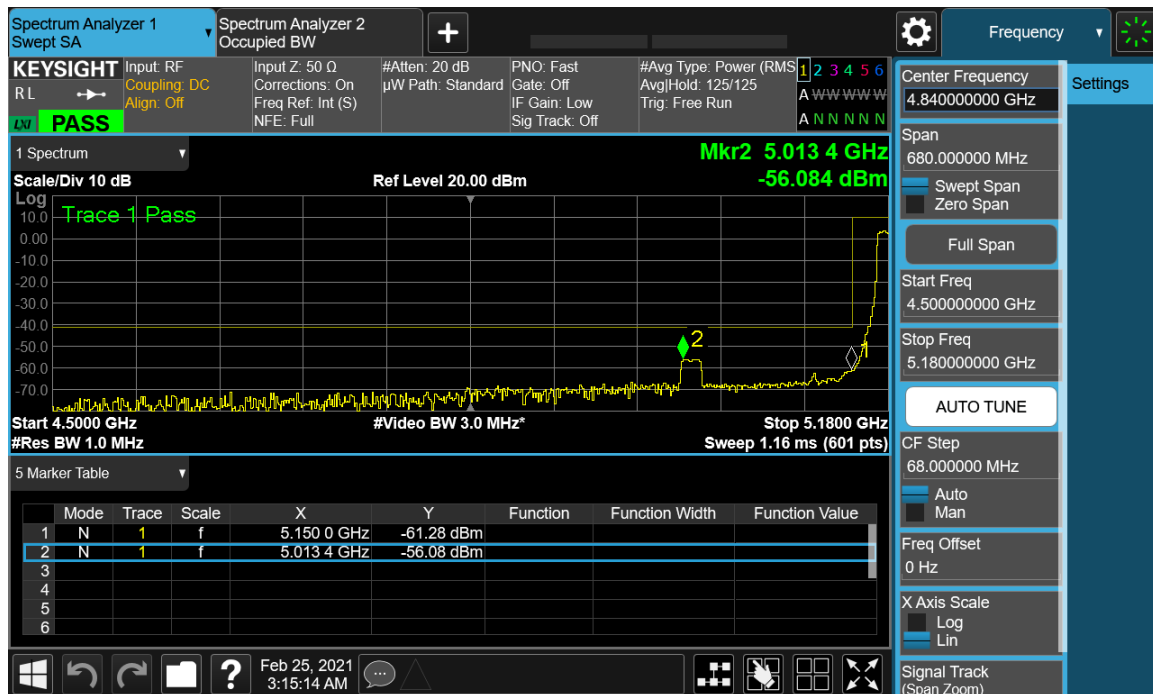 Spectrum Analyzer 1
Swept SA
Spectrum Analyzer 2
Occupied BW
+
Frequency
KEYSIGHT
RL
LXI PASS
Input: RF
Coupling: DC
Align: Off
Input Z: 50 Ω
Corrections: On
Freq Ref: Int (S)
NFE: Full
#Atten: 20 dB
µW Path: Standard
PNO: Fast
Gate: Off
IF Gain: Low
Sig Track: Off
#Avg Type: Power (RMS
Avg|Hold: 125/125
Trig: Free Run
1 2 3 4 5 6
A W W W W W
A N N N N N
1 Spectrum
Mkr2 5.013 4 GHz
Scale/Div 10 dB
Ref Level 20.00 dBm
-56.084 dBm
Log
Trace 1 Pass
10.0
0.00
-10.0
-20.0
-30.0
-40.0
-50.0
-60.0
-70.0
2
1
Start 4.5000 GHz
#Video BW 3.0 MHz*
Stop 5.1800 GHz
#Res BW 1.0 MHz
Sweep 1.16 ms (601 pts)
5 Marker Table
Mode Trace Scale X Y Function Function Width Function Value
1 N 1 f 5.150 0 GHz -61.28 dBm
2 N 1 f 5.013 4 GHz -56.08 dBm
3
4
5
6
Feb 25, 2021
3:15:14 AM
Settings
Center Frequency
4.840000000 GHz
Span
680.000000 MHz
Swept Span
Zero Span
Full Span
Start Freq
4.500000000 GHz
Stop Freq
5.180000000 GHz
AUTO TUNE
CF Step
68.000000 MHz
Auto
Man
Freq Offset
0 Hz
X Axis Scale
Log
Lin
Signal Track
(Span Zoom)